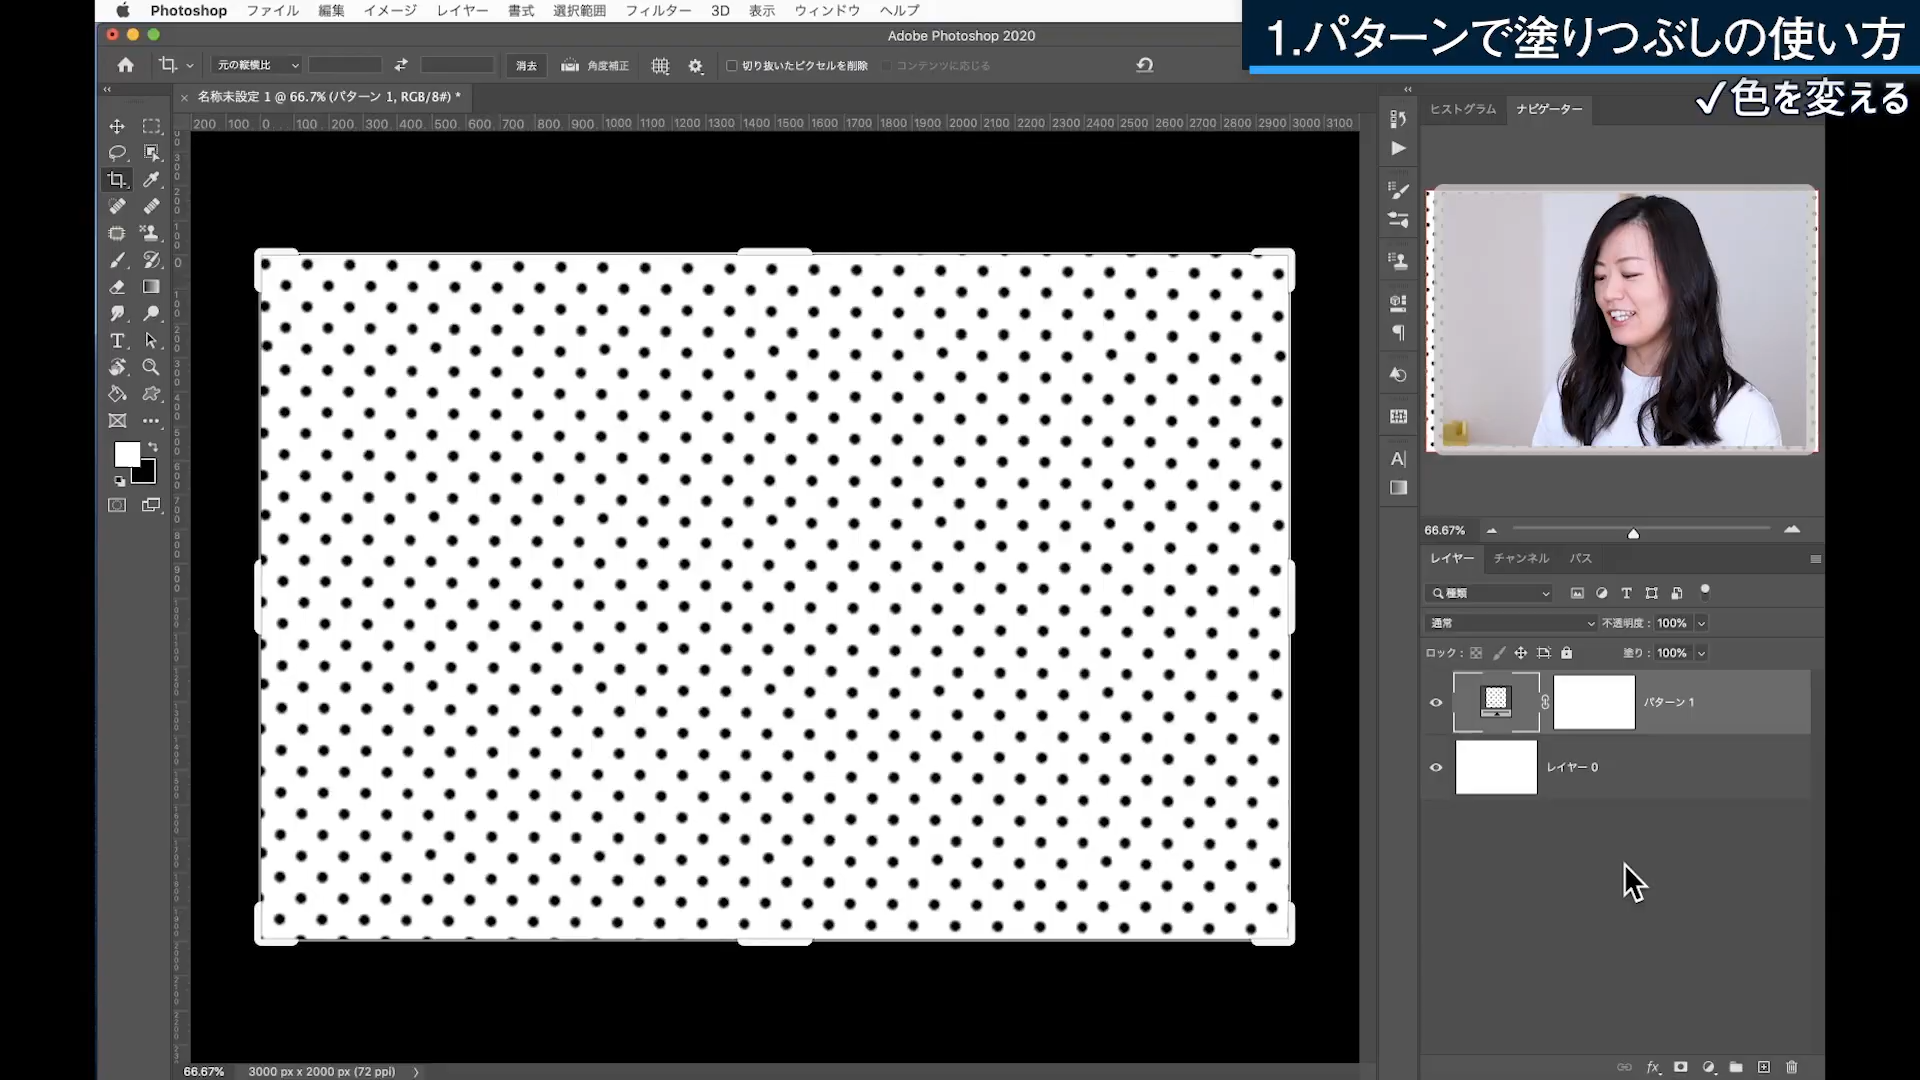 Photoshop ファイル 編集 イメージ レイヤー 書式 選択範囲 フィルター 3D 表示 ウィンドウ ヘルプ
Adobe Photoshop 2020
1.パターンで塗りつぶしの使い方
✓色を変える
元の縦横比 消去 角度補正 切り抜いたピクセルを削除 コンテンツに応じる
名称未設定 1 @ 66.7% (パターン 1, RGB/8#) *
200 100 0 100 200 300 400 500 600 700 800 900 1000 1100 1200 1300 1400 1500 1600 1700 1800 1900 2000 2100 2200 2300 2400 2500 2600 2700 2800 2900 3000 3100
ヒストグラム ナビゲーター
66.67%
レイヤー チャンネル パス
種類
通常 不透明度: 100%
ロック: 塗り: 100%
パターン 1
レイヤー 0
fx
66.67% 3000 px x 2000 px (72 ppi)